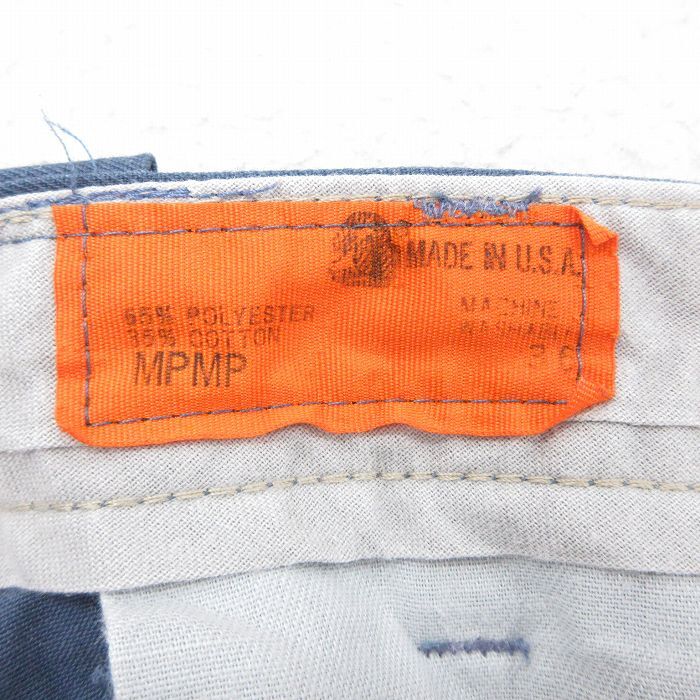 MADE IN U.S.A.
65% POLYESTER
35% COTTON
MPMP
MACHINE
WASHABLE